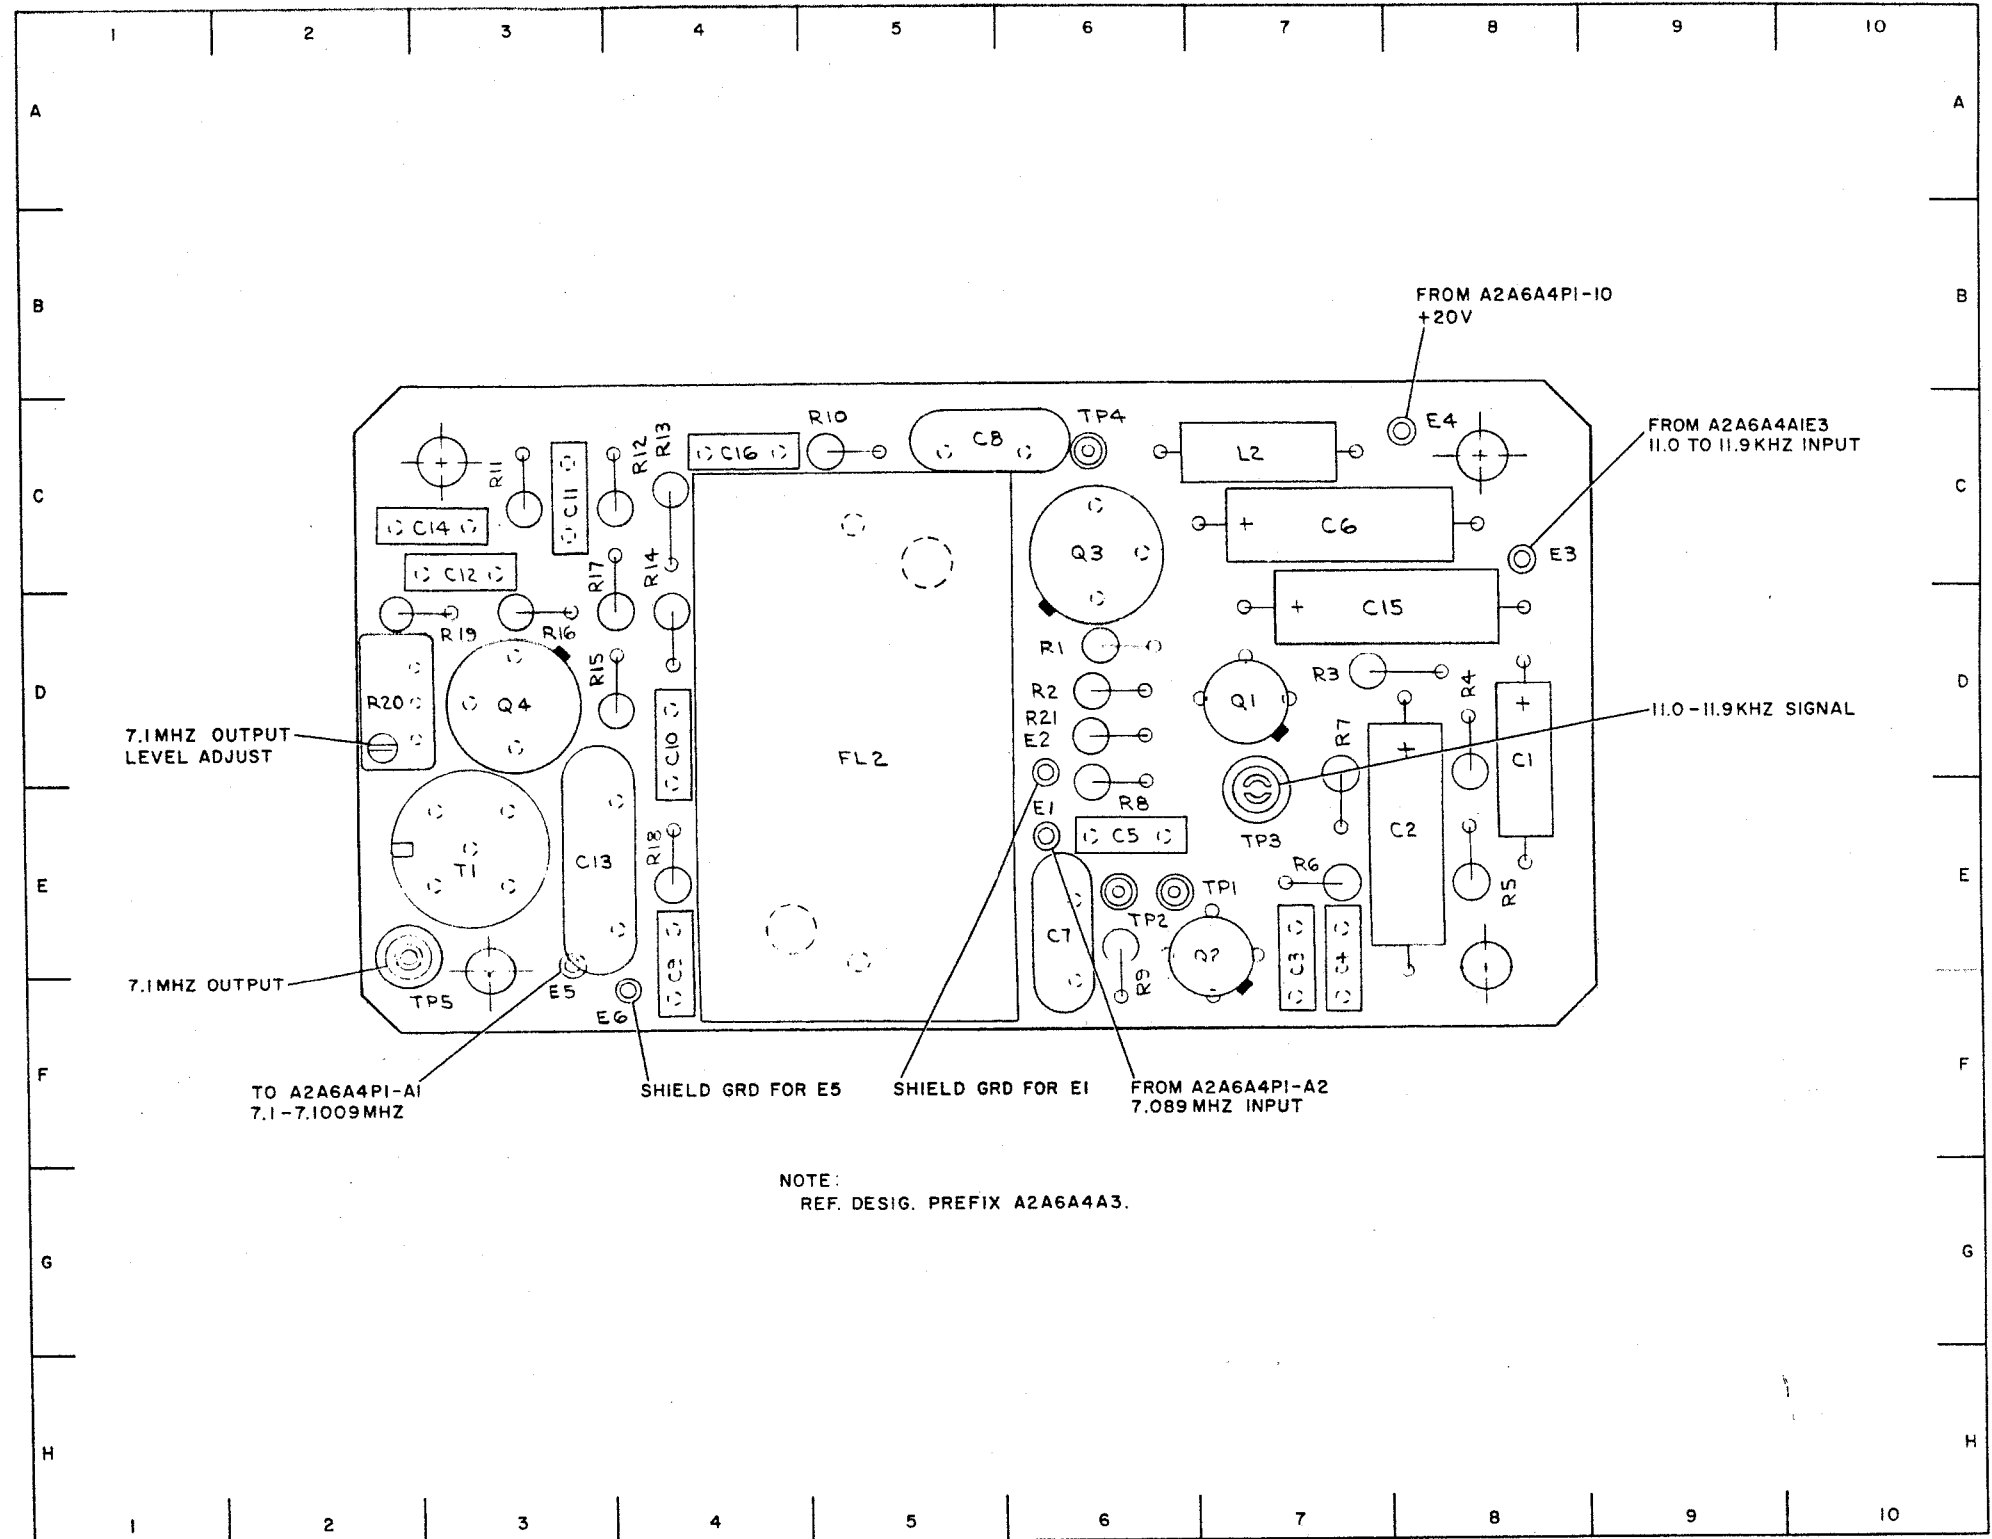 1 2 3 4 5 6 7 8 9 10
A A
B B
FROM A2A6A4P1-10
+20V
R10
TP4
E4
FROM A2A6A4A1E3
11.0 TO 11.9KHZ INPUT
R11
C11
R12
R13
C16
C8
L2
C C
C14
C6
Q3
E3
C12
R17
R14
C15
R19
R16
R1
R15
R3
R4
D D
R20
Q4
R2
Q1
R21
11.0-11.9KHZ SIGNAL
7.1MHZ OUTPUT
LEVEL ADJUST
C10
FL2
E2
R7
C1
R8
E1
C5
TP3
C2
T1
C13
R18
R6
E E
TP1
R5
TP2
C7
Q2
C3
C4
C9
R9
7.1MHZ OUTPUT
TP5
E5
E6
F F
TO A2A6A4P1-A1
7.1-7.1009MHZ
SHIELD GRD FOR E5
SHIELD GRD FOR E1
FROM A2A6A4P1-A2
7.089MHZ INPUT
NOTE:
REF. DESIG. PREFIX A2A6A4A3.
G G
H H
1 2 3 4 5 6 7 8 9 10